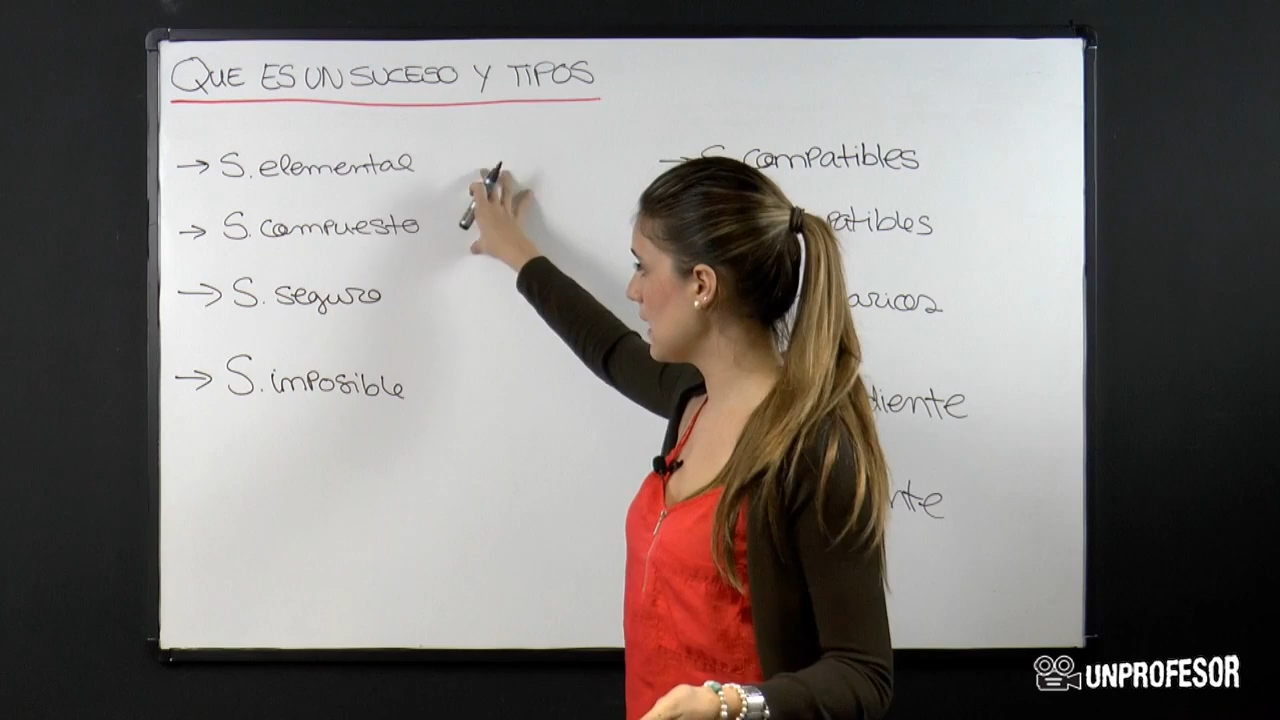 QUE ES UN SUCESO Y TIPOS
→ S. elemental
→ S. compuesto
→ S. seguro
→ S. imposible
→ S. compatibles
patibles
arios
diente
nte
UNPROFESOR